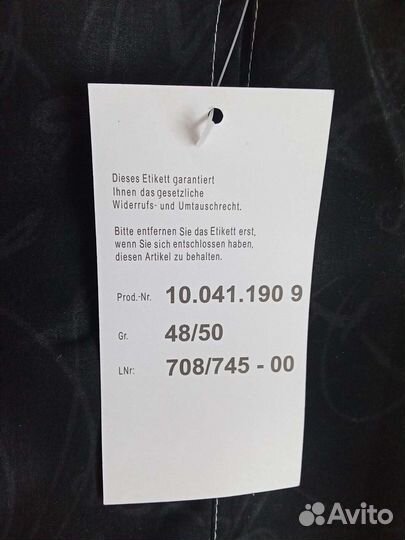 Dieses Etikett garantiert
Ihnen das gesetzliche
Widerrufs- und Umtauschrecht.
Bitte entfernen Sie das Etikett erst,
wenn Sie sich entschlossen haben,
diesen Artikel zu behalten.
Prod.-Nr. 10.041.190 9
Gr. 48/50
LNr: 708/745 - 00
Avito